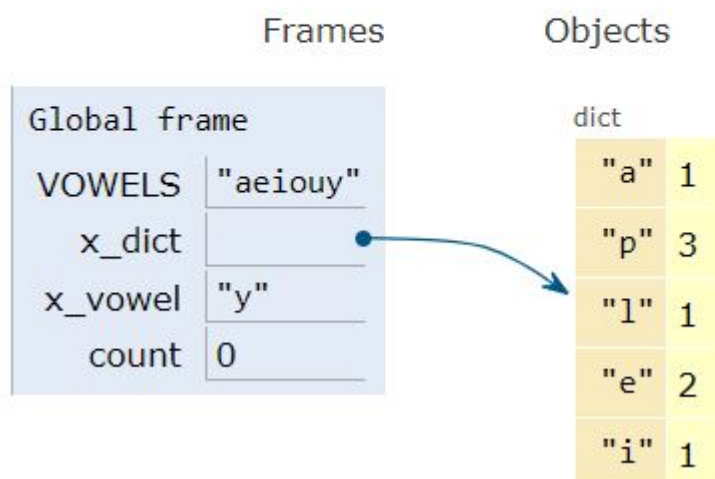 Frames Objects
Global frame
dict
VOWELS "aeiouy"
x_dict
x_vowel "y"
count 0
"a" 1
"p" 3
"l" 1
"e" 2
"i" 1